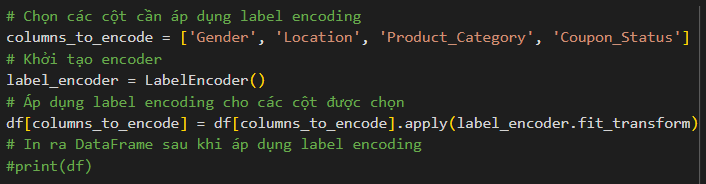 # Chọn các cột cần áp dụng label encoding
columns_to_encode = ['Gender', 'Location', 'Product_Category', 'Coupon_Status']
# Khởi tạo encoder
label_encoder = LabelEncoder()
# Áp dụng label encoding cho các cột được chọn
df[columns_to_encode] = df[columns_to_encode].apply(label_encoder.fit_transform)
# In ra DataFrame sau khi áp dụng label encoding
#print(df)